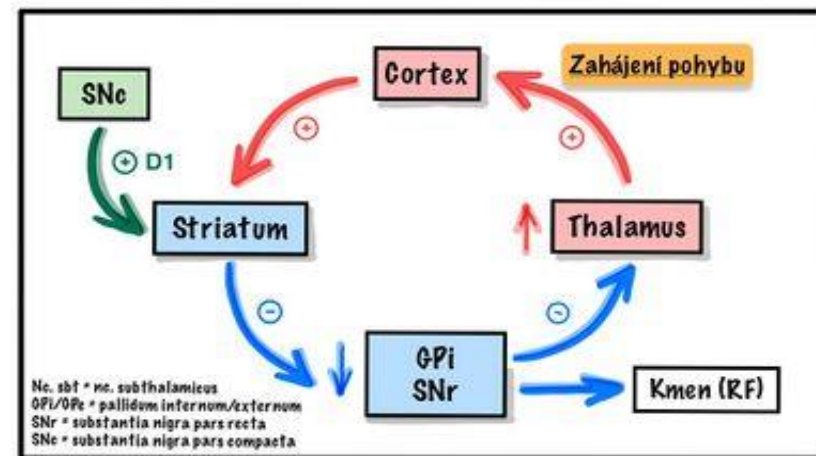 Cortex
Zahájení pohybu
SNc
+
+
+ D1
Striatum
Thalamus
-
-
GPi
SNr
Kmen (RF)
Nc. sbt = nc. subthalamicus
GPi/GPe = pallidum internum/externum
SNr = substantia nigra pars recta
SNc = substantia nigra pars compacta